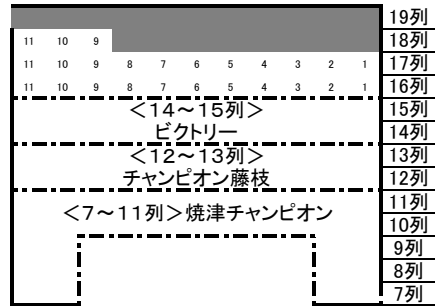 19列
11 10 9 18列
11 10 9 8 7 6 5 4 3 2 1 17列
11 10 9 8 7 6 5 4 3 2 1 16列
<14～15列> 15列
ビクトリー 14列
<12～13列> 13列
チャンピオン藤枝 12列
<7～11列>焼津チャンピオン 11列
10列
9列
8列
7列